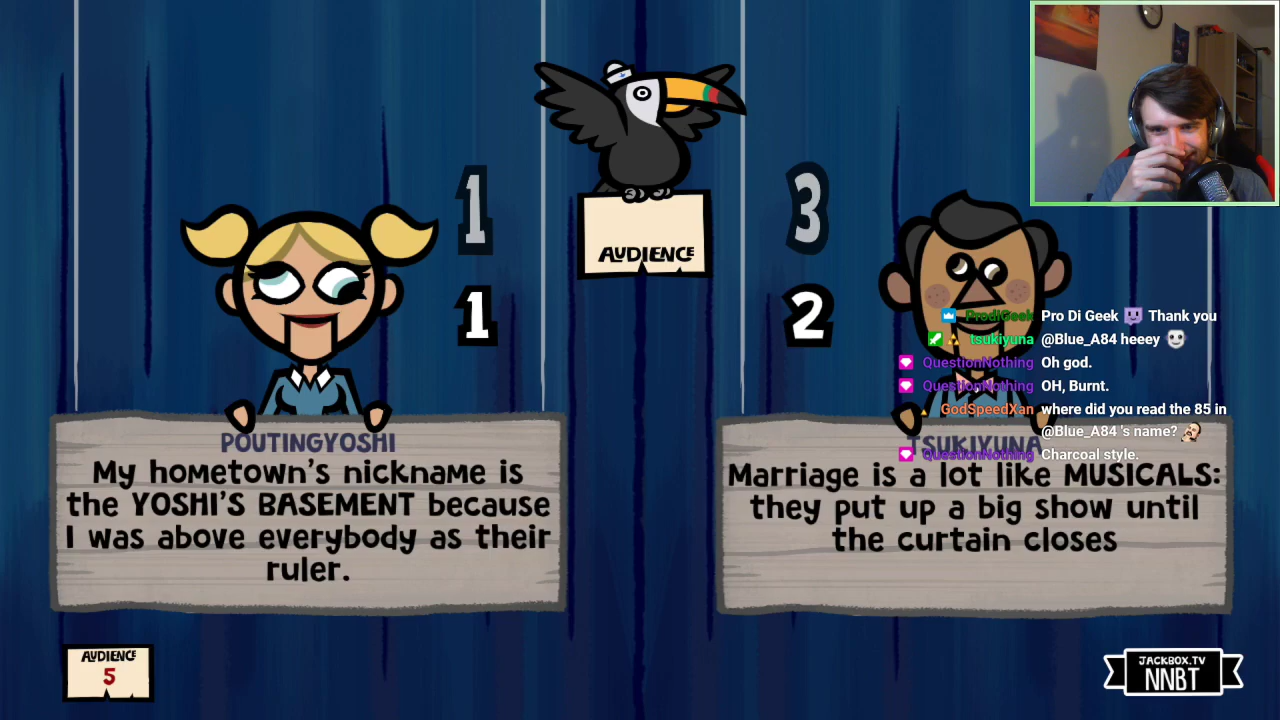 1
3
AUDIENCE
1
2
ProdiGeek Pro Di Geek Thank you
tsukiyuna @Blue_A84 heeey
QuestionNothing Oh god.
QuestionNothing OH, Burnt.
GodSpeedXan where did you read the 85 in
@Blue_A84 's name?
QuestionNothing Charcoal style.
POUTINGYOSHI
My hometown's nickname is
the YOSHI'S BASEMENT because
I was above everybody as their
ruler.
TSUKIYUNA
Marriage is a lot like MUSICALS:
they put up a big show until
the curtain closes
AUDIENCE
5
JACKBOX.TV
NNBT